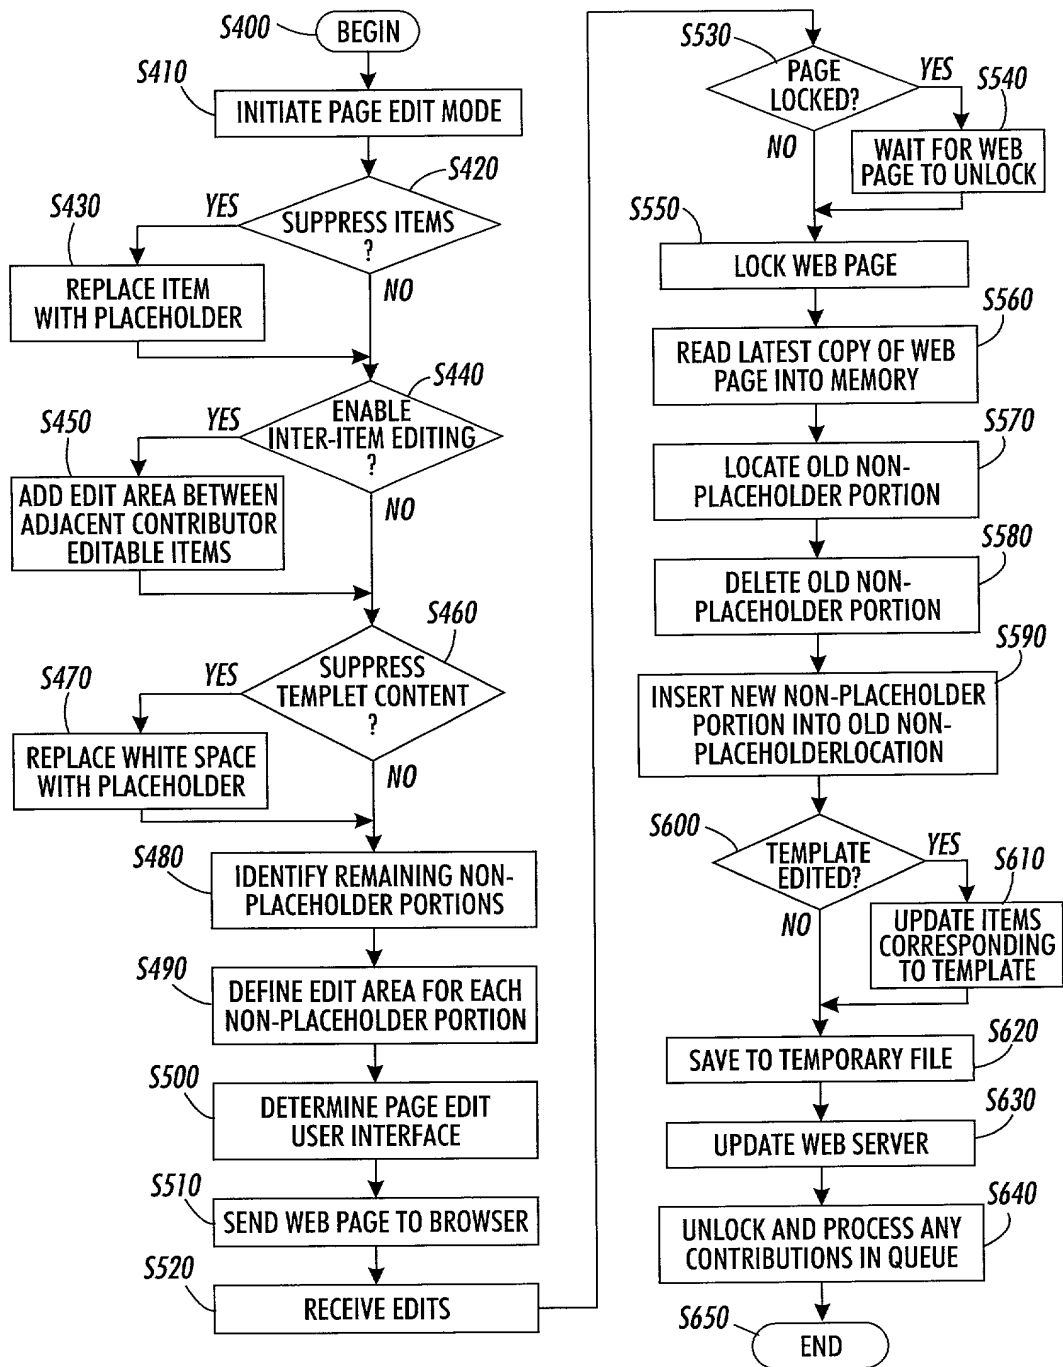 S400
BEGIN
S410
INITIATE PAGE EDIT MODE
S420
SUPPRESS ITEMS
?
YES
NO
S430
REPLACE ITEM
WITH PLACEHOLDER
S440
ENABLE
INTER-ITEM EDITING
?
YES
NO
S450
ADD EDIT AREA BETWEEN
ADJACENT CONTRIBUTOR
EDITABLE ITEMS
S460
SUPPRESS
TEMPLET CONTENT
?
YES
NO
S470
REPLACE WHITE SPACE
WITH PLACEHOLDER
S480
IDENTIFY REMAINING NON-
PLACEHOLDER PORTIONS
S490
DEFINE EDIT AREA FOR EACH
NON-PLACEHOLDER PORTION
S500
DETERMINE PAGE EDIT
USER INTERFACE
S510
SEND WEB PAGE TO BROWSER
S520
RECEIVE EDITS
S530
PAGE
LOCKED?
YES
NO
S540
WAIT FOR WEB
PAGE TO UNLOCK
S550
LOCK WEB PAGE
S560
READ LATEST COPY OF WEB
PAGE INTO MEMORY
S570
LOCATE OLD NON-
PLACEHOLDER PORTION
S580
DELETE OLD NON-
PLACEHOLDER PORTION
S590
INSERT NEW NON-PLACEHOLDER
PORTION INTO OLD NON-
PLACEHOLDERLOCATION
S600
TEMPLATE
EDITED?
YES
NO
S610
UPDATE ITEMS
CORRESPONDING
TO TEMPLATE
S620
SAVE TO TEMPORARY FILE
S630
UPDATE WEB SERVER
S640
UNLOCK AND PROCESS ANY
CONTRIBUTIONS IN QUEUE
S650
END